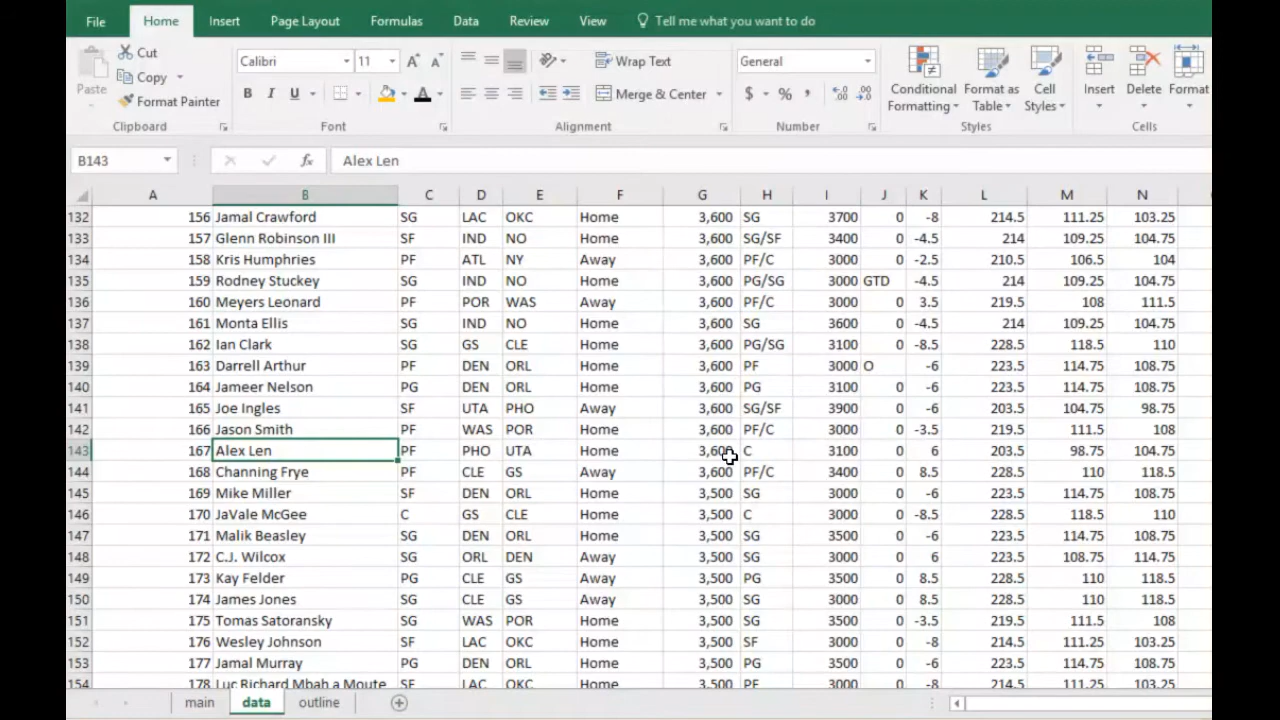 File Home Insert Page Layout Formulas Data Review View Tell me what you want to do
Cut
Copy
Format Painter
Paste
Clipboard
Calibri 11 A A
B I U A
Font
Wrap Text
Merge & Center
Alignment
General
$ % ,
Number
Conditional Formatting
Format as Table
Cell Styles
Styles
Insert Delete Format
Cells
B143 fx Alex Len
A B C D E F G H I J K L M N
132 156 Jamal Crawford SG LAC OKC Home 3,600 SG 3700 0 -8 214.5 111.25 103.25
133 157 Glenn Robinson III SF IND NO Home 3,600 SG/SF 3400 0 -4.5 214 109.25 104.75
134 158 Kris Humphries PF ATL NY Away 3,600 PF/C 3000 0 -2.5 210.5 106.5 104
135 159 Rodney Stuckey SG IND NO Home 3,600 PG/SG 3000 GTD -4.5 214 109.25 104.75
136 160 Meyers Leonard PF POR WAS Away 3,600 PF/C 3000 0 3.5 219.5 108 111.5
137 161 Monta Ellis SG IND NO Home 3,600 SG 3600 0 -4.5 214 109.25 104.75
138 162 Ian Clark SG GS CLE Home 3,600 PG/SG 3100 0 -8.5 228.5 118.5 110
139 163 Darrell Arthur PF DEN ORL Home 3,600 PF 3000 O -6 223.5 114.75 108.75
140 164 Jameer Nelson PG DEN ORL Home 3,600 PG 3100 0 -6 223.5 114.75 108.75
141 165 Joe Ingles SF UTA PHO Away 3,600 SG/SF 3900 0 -6 203.5 104.75 98.75
142 166 Jason Smith PF WAS POR Home 3,600 PF/C 3000 0 -3.5 219.5 111.5 108
143 167 Alex Len PF PHO UTA Home 3,600 C 3100 0 6 203.5 98.75 104.75
144 168 Channing Frye PF CLE GS Away 3,600 PF/C 3400 0 8.5 228.5 110 118.5
145 169 Mike Miller SF DEN ORL Home 3,500 SG 3000 0 -6 223.5 114.75 108.75
146 170 JaVale McGee C GS CLE Home 3,500 C 3000 0 -8.5 228.5 118.5 110
147 171 Malik Beasley SG DEN ORL Home 3,500 SG 3500 0 -6 223.5 114.75 108.75
148 172 C.J. Wilcox SG ORL DEN Away 3,500 SG 3000 0 6 223.5 108.75 114.75
149 173 Kay Felder PG CLE GS Away 3,500 PG 3500 0 8.5 228.5 110 118.5
150 174 James Jones SG CLE GS Away 3,500 SG 3000 0 8.5 228.5 110 118.5
151 175 Tomas Satoransky SG WAS POR Home 3,500 SG 3500 0 -3.5 219.5 111.5 108
152 176 Wesley Johnson SF LAC OKC Home 3,500 SF 3000 0 -8 214.5 111.25 103.25
153 177 Jamal Murray PG DEN ORL Home 3,500 PG 3500 0 -6 223.5 114.75 108.75
154 178 Luc Richard Mbah a Moute SF LAC OKC Home 3,500 PF 3000 0 -8 214.5 111.25 103.25
main data outline